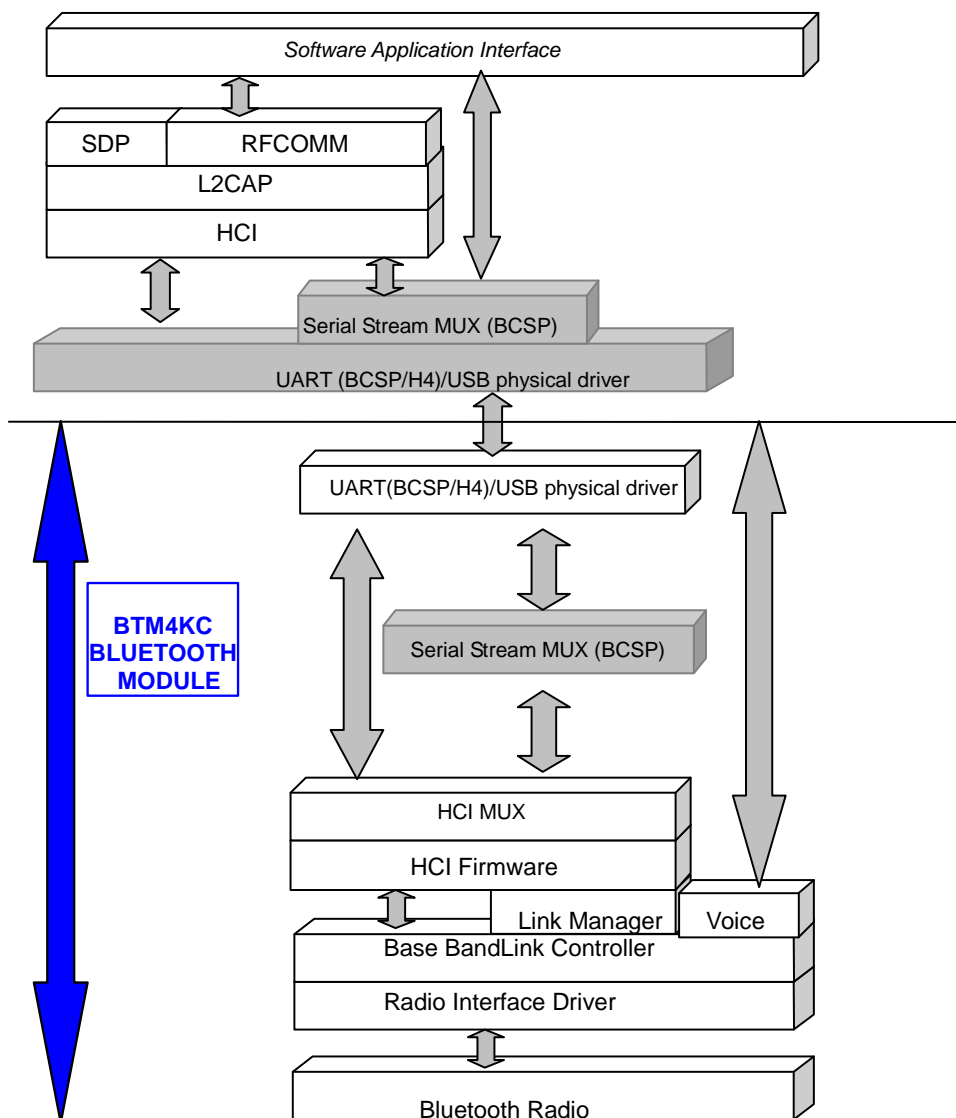 Software Application Interface
SDP
RFCOMM
L2CAP
HCI
Serial Stream MUX (BCSP)
UART (BCSP/H4)/USB physical driver
UART(BCSP/H4)/USB physical driver
BTM4KC
BLUETOOTH
MODULE
Serial Stream MUX (BCSP)
HCI MUX
HCI Firmware
Link Manager
Voice
Base BandLink Controller
Radio Interface Driver
Bluetooth Radio